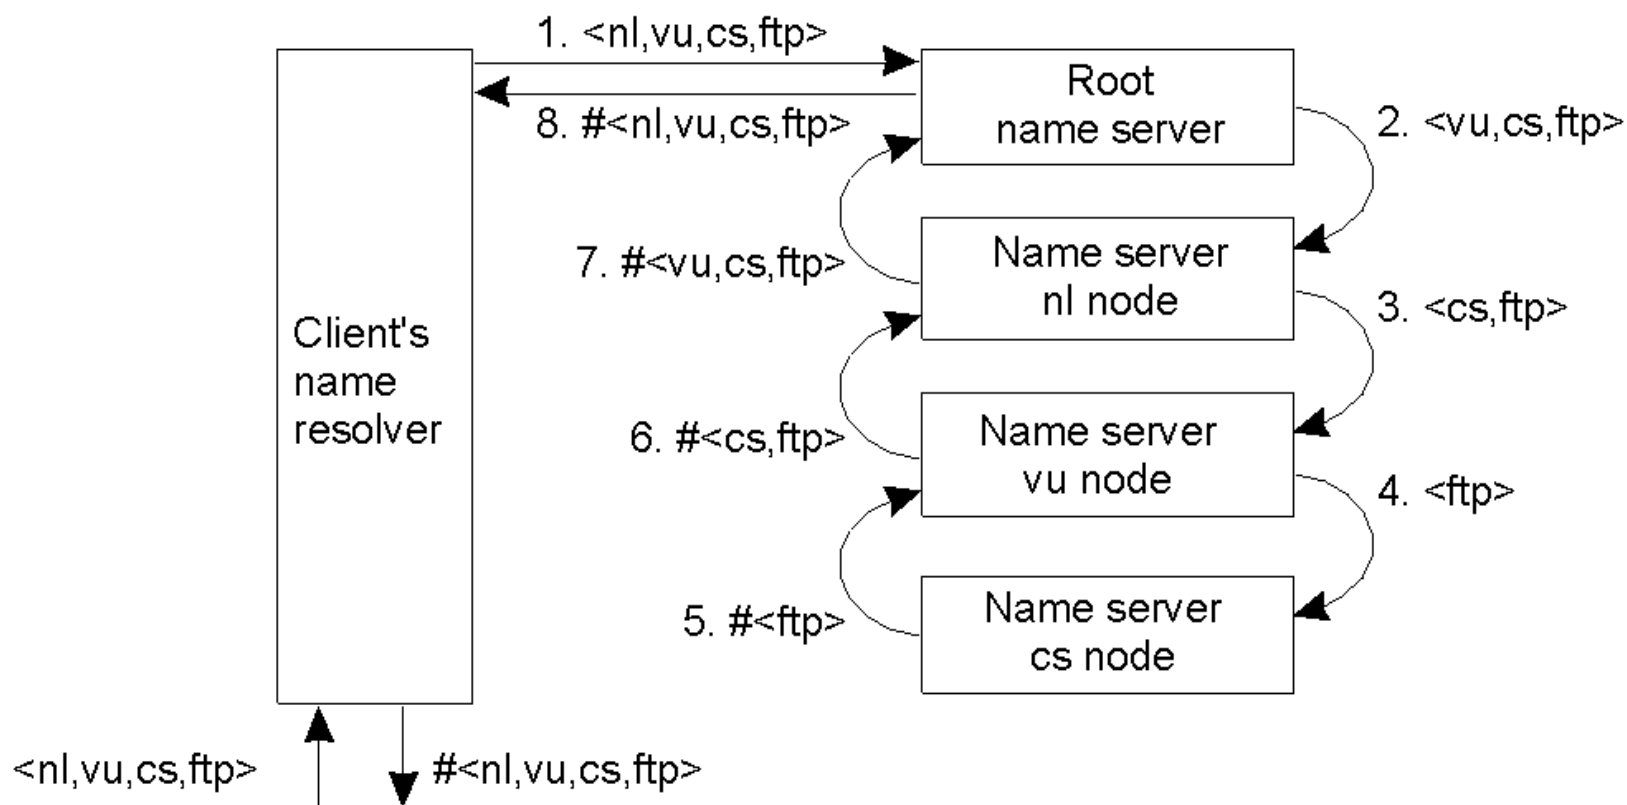 1. <nl,vu,cs,ftp>
Root
name server
8. #<nl,vu,cs,ftp>
2. <vu,cs,ftp>
Name server
nl node
7. #<vu,cs,ftp>
3. <cs,ftp>
Client's
name
resolver
Name server
vu node
6. #<cs,ftp>
4. <ftp>
Name server
cs node
5. #<ftp>
<nl,vu,cs,ftp>
#<nl,vu,cs,ftp>